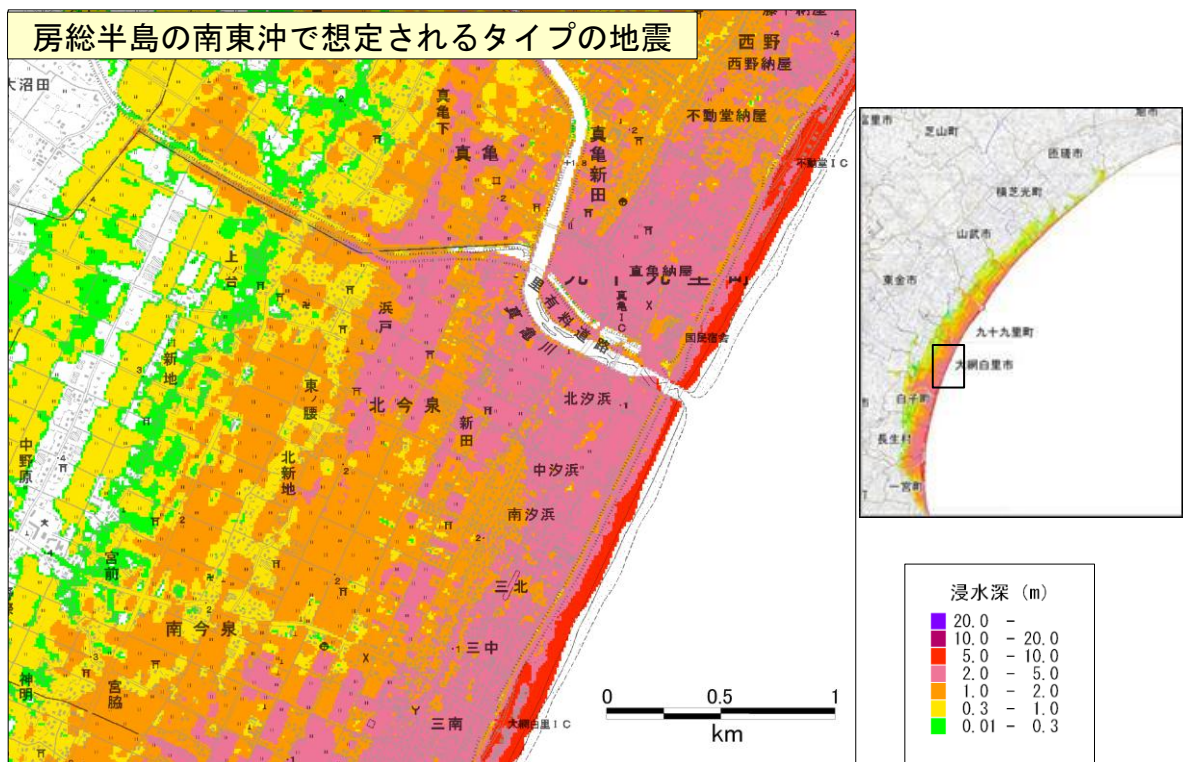 房総半島の南東沖で想定されるタイプの地震
西野
西野納屋
大沼田
真亀下
真亀
真亀新田
不動堂納屋
不動堂IC
上ノ台
真亀納屋
真亀IC
里有料道路
真亀川
国民宿舎
浜戸
新地
東ノ腰
北今泉
新田
北汐浜
中汐浜
南汐浜
中野原
北新地
宮前
三北
南今泉
三中
神明
宮脇
三南
大網白里IC
0 0.5 1
km
富里市
芝山町
旭市
匝瑳市
横芝光町
山武市
東金市
九十九里町
大網白里市
白子町
長生村
一宮町
浸水深 (m)
20.0 -
10.0 - 20.0
5.0 - 10.0
2.0 - 5.0
1.0 - 2.0
0.3 - 1.0
0.01 - 0.3